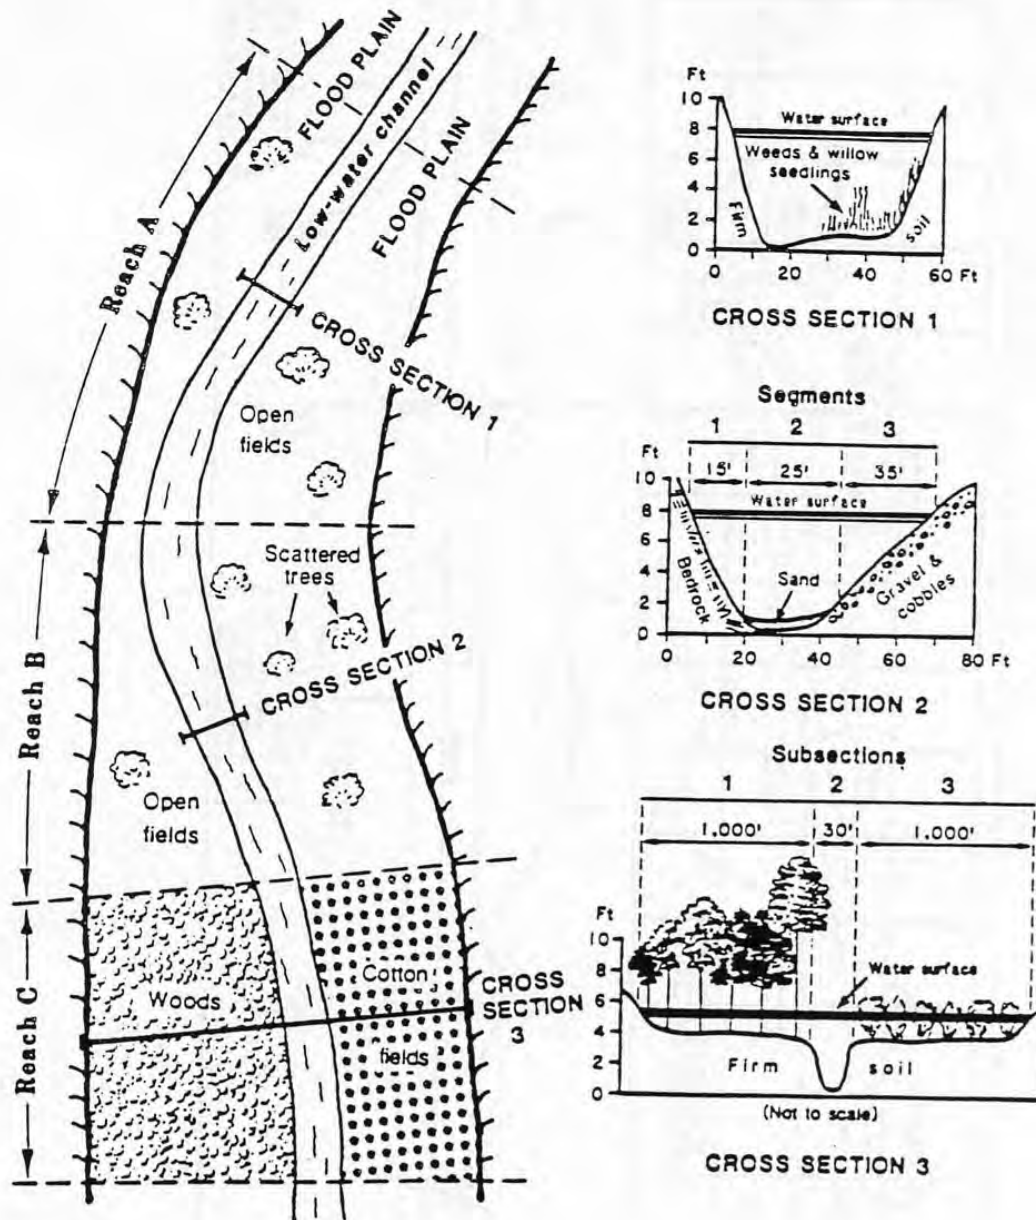 FLOOD PLAIN
Low-water channel
FLOOD PLAIN
Reach A
CROSS SECTION 1
Open
fields
Scattered
trees
Reach B
CROSS SECTION 2
Open
fields
Reach C
Woods
Cotton
fields
CROSS
SECTION
3
Ft
10
8
6
4
2
0
Water surface
Weeds & willow
seedlings
Firm
soil
0 20 40 60 Ft
CROSS SECTION 1
Segments
1 2 3
Ft
15' 25' 35'
10
8
6
4
2
0
Water surface
Sand
Bedrock
Gravel &
cobbles
0 20 40 60 80 Ft
CROSS SECTION 2
Subsections
1 2 3
1,000' 30' 1,000'
Ft
10
8
6
4
2
0
Water surface
Firm soil
(Not to scale)
CROSS SECTION 3